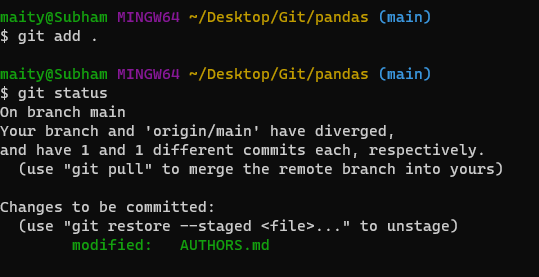 maity@Subham MINGW64 ~/Desktop/Git/pandas (main)
$ git add .
maity@Subham MINGW64 ~/Desktop/Git/pandas (main)
$ git status
On branch main
Your branch and 'origin/main' have diverged,
and have 1 and 1 different commits each, respectively.
  (use "git pull" to merge the remote branch into yours)
Changes to be committed:
  (use "git restore --staged <file>..." to unstage)
        modified:   AUTHORS.md